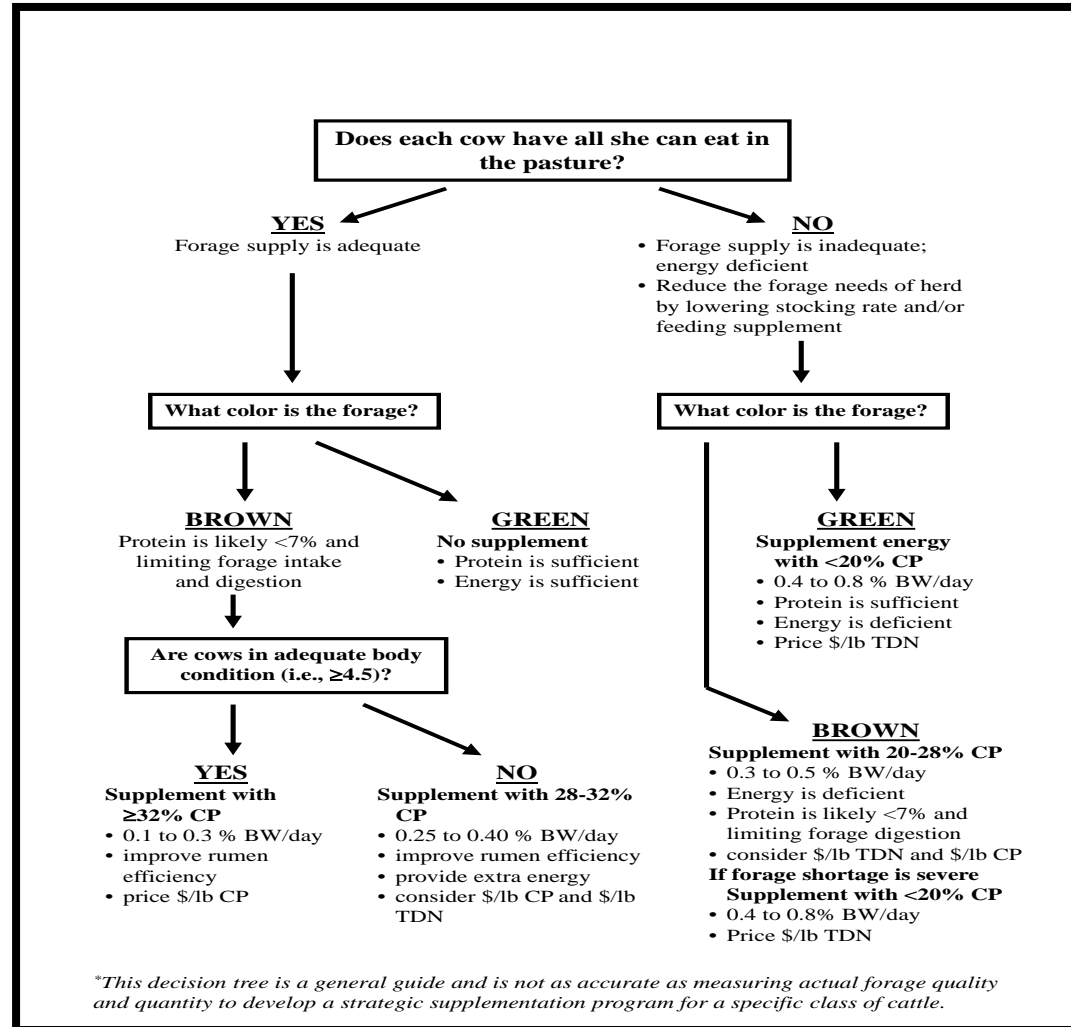 Does each cow have all she can eat in
the pasture?
YES
Forage supply is adequate
NO
• Forage supply is inadequate;
energy deficient
• Reduce the forage needs of herd
by lowering stocking rate and/or
feeding supplement
What color is the forage?
What color is the forage?
BROWN
Protein is likely <7% and
limiting forage intake
and digestion
GREEN
No supplement
• Protein is sufficient
• Energy is sufficient
GREEN
Supplement energy
with <20% CP
• 0.4 to 0.8 % BW/day
• Protein is sufficient
• Energy is deficient
• Price $/lb TDN
Are cows in adequate body
condition (i.e., ≥4.5)?
YES
Supplement with
≥32% CP
• 0.1 to 0.3 % BW/day
• improve rumen
efficiency
• price $/lb CP
NO
Supplement with 28-32%
CP
• 0.25 to 0.40 % BW/day
• improve rumen efficiency
• provide extra energy
• consider $/lb CP and $/lb
TDN
BROWN
Supplement with 20-28% CP
• 0.3 to 0.5 % BW/day
• Energy is deficient
• Protein is likely <7% and
limiting forage digestion
• consider $/lb TDN and $/lb CP
If forage shortage is severe
Supplement with <20% CP
• 0.4 to 0.8% BW/day
• Price $/lb TDN
*This decision tree is a general guide and is not as accurate as measuring actual forage quality
and quantity to develop a strategic supplementation program for a specific class of cattle.